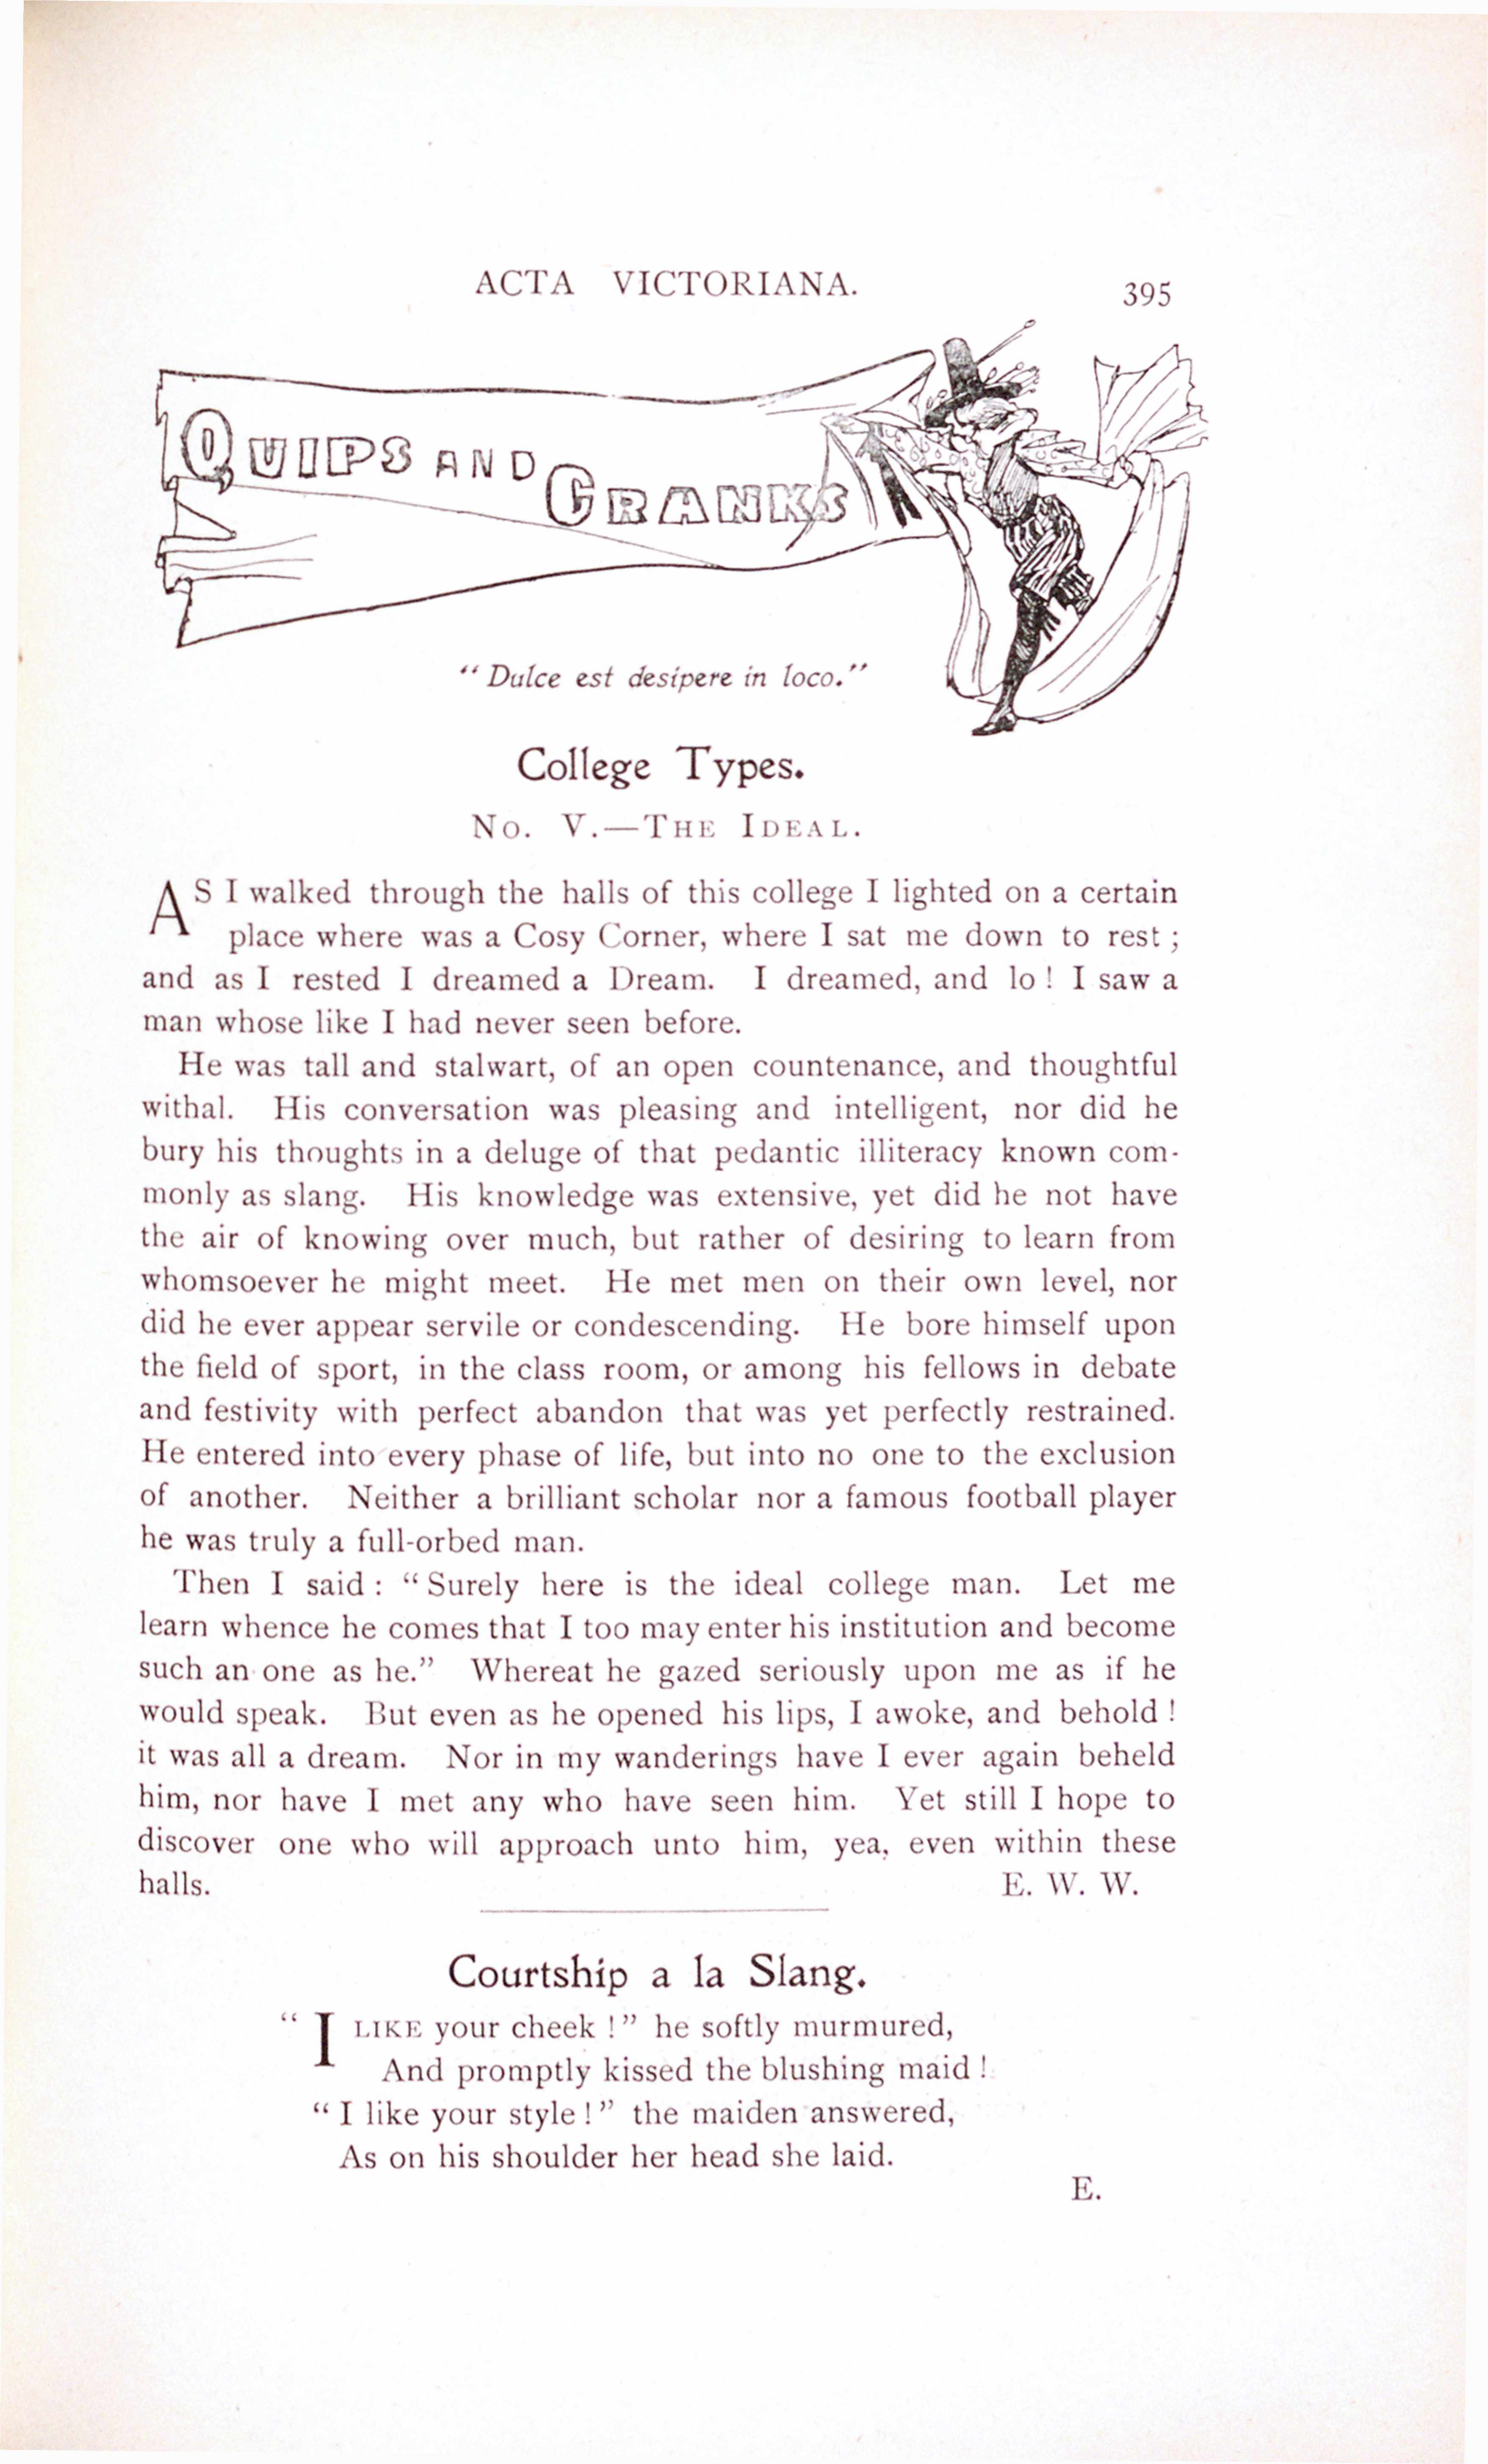 ACTA VICTORIANA.
395
QUIPS AND CRANKS
“Dulce est desipere in loco.”
College Types.
No. V.—The Ideal.
AS I walked through the halls of this college I lighted on a certain
place where was a Cosy Corner, where I sat me down to rest ;
and as I rested I dreamed a Dream. I dreamed, and lo ! I saw a
man whose like I had never seen before.
He was tall and stalwart, of an open countenance, and thoughtful
withal. His conversation was pleasing and intelligent, nor did he
bury his thoughts in a deluge of that pedantic illiteracy known com-
monly as slang. His knowledge was extensive, yet did he not have
the air of knowing over much, but rather of desiring to learn from
whomsoever he might meet. He met men on their own level, nor
did he ever appear servile or condescending. He bore himself upon
the field of sport, in the class room, or among his fellows in debate
and festivity with perfect abandon that was yet perfectly restrained.
He entered into every phase of life, but into no one to the exclusion
of another. Neither a brilliant scholar nor a famous football player
he was truly a full-orbed man.
Then I said : “ Surely here is the ideal college man. Let me
learn whence he comes that I too may enter his institution and become
such an one as he.” Whereat he gazed seriously upon me as if he
would speak. But even as he opened his lips, I awoke, and behold !
it was all a dream. Nor in my wanderings have I ever again beheld
him, nor have I met any who have seen him. Yet still I hope to
discover one who will approach unto him, yea, even within these
halls. E. W. W.
Courtship a la Slang.
“ I LIKE your cheek !” he softly murmured,
And promptly kissed the blushing maid !
“ I like your style !” the maiden answered,
As on his shoulder her head she laid.
E.